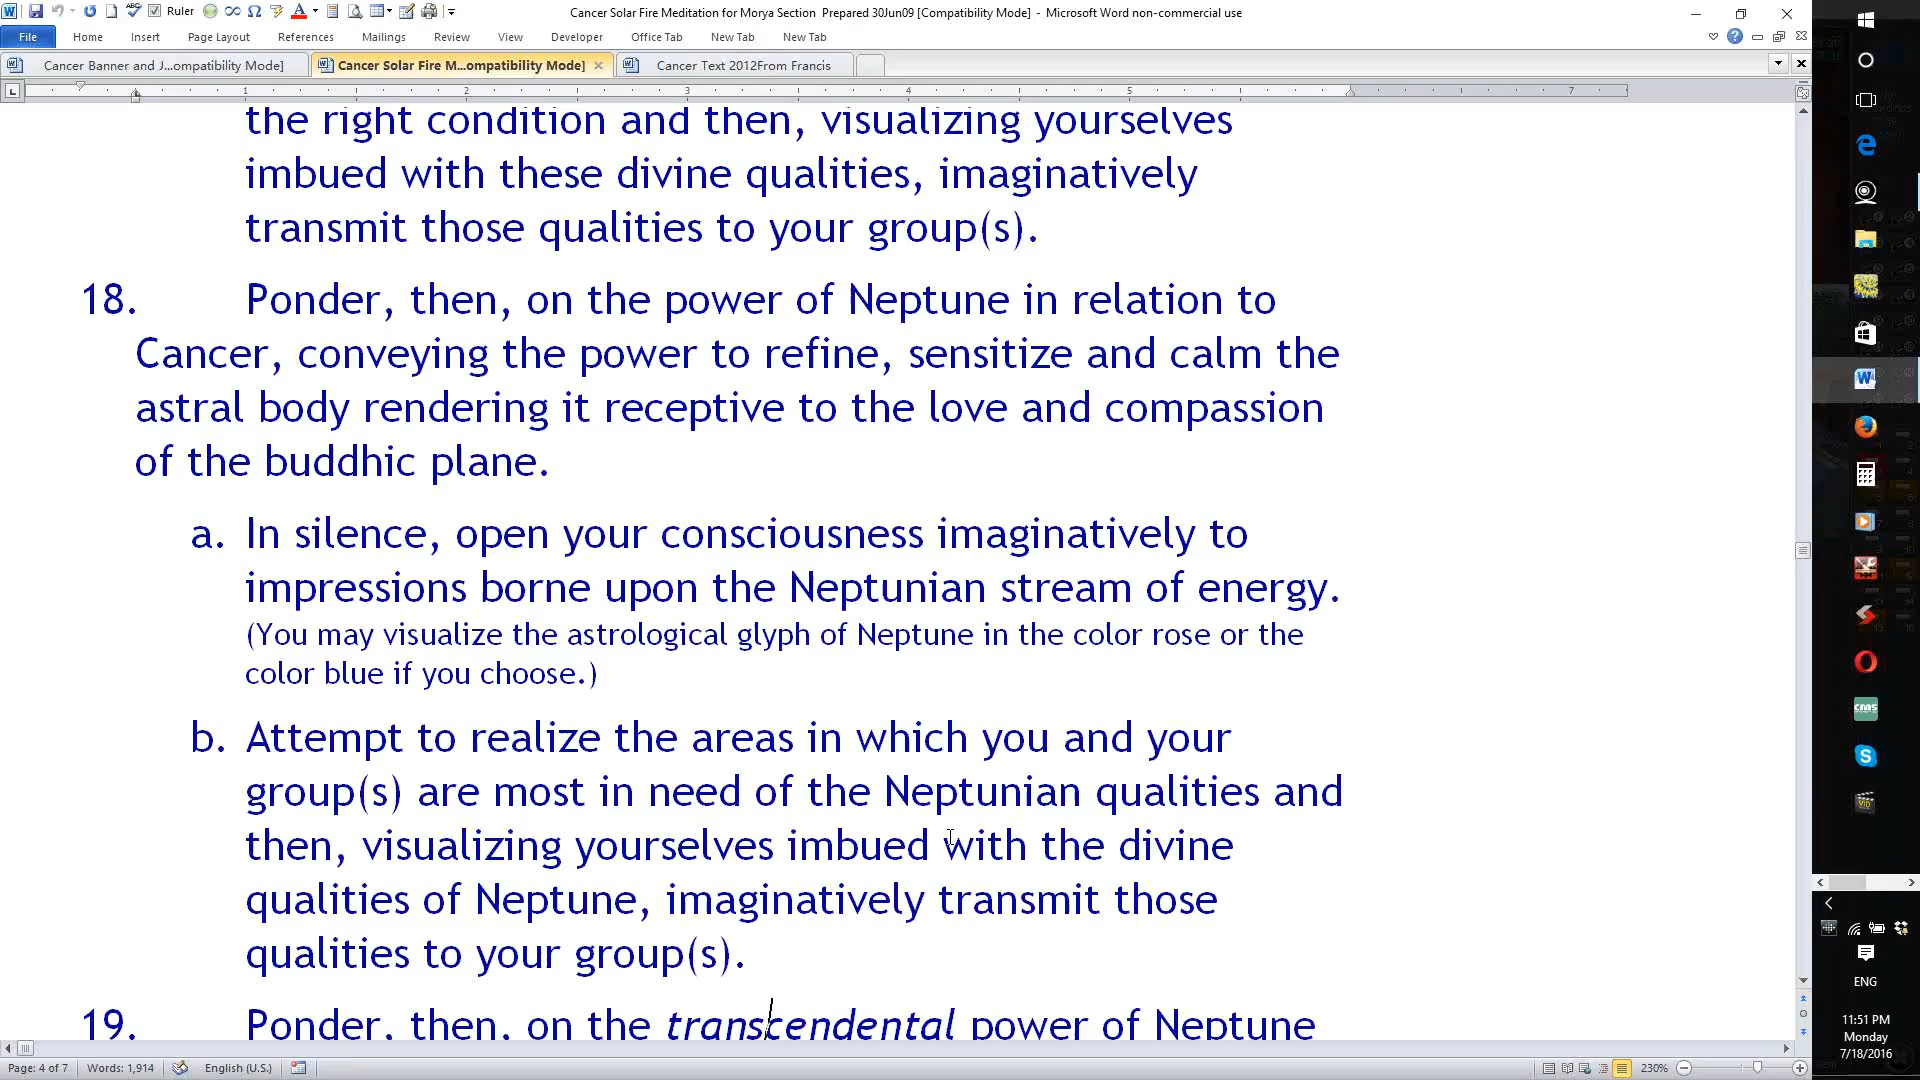 Cancer Solar Fire Meditation for Morya Section  Prepared 30Jun09 [Compatibility Mode]  -  Microsoft Word non-commercial use
Ruler
File Home Insert Page Layout References Mailings Review View Developer Office Tab New Tab New Tab
Cancer Banner and J...ompatibility Mode] Cancer Solar Fire M...ompatibility Mode] Cancer Text 2012From Francis
1 2 3 4 5 7
the right condition and then, visualizing yourselves
imbued with these divine qualities, imaginatively
transmit those qualities to your group(s).
18. Ponder, then, on the power of Neptune in relation to
Cancer, conveying the power to refine, sensitize and calm the
astral body rendering it receptive to the love and compassion
of the buddhic plane.
a. In silence, open your consciousness imaginatively to
impressions borne upon the Neptunian stream of energy.
(You may visualize the astrological glyph of Neptune in the color rose or the
color blue if you choose.)
b. Attempt to realize the areas in which you and your
group(s) are most in need of the Neptunian qualities and
then, visualizing yourselves imbued with the divine
qualities of Neptune, imaginatively transmit those
qualities to your group(s).
19. Ponder, then, on the transcendental power of Neptune
Page: 4 of 7 Words: 1,914 English (U.S.) 230%
ENG
11:51 PM
Monday
7/18/2016